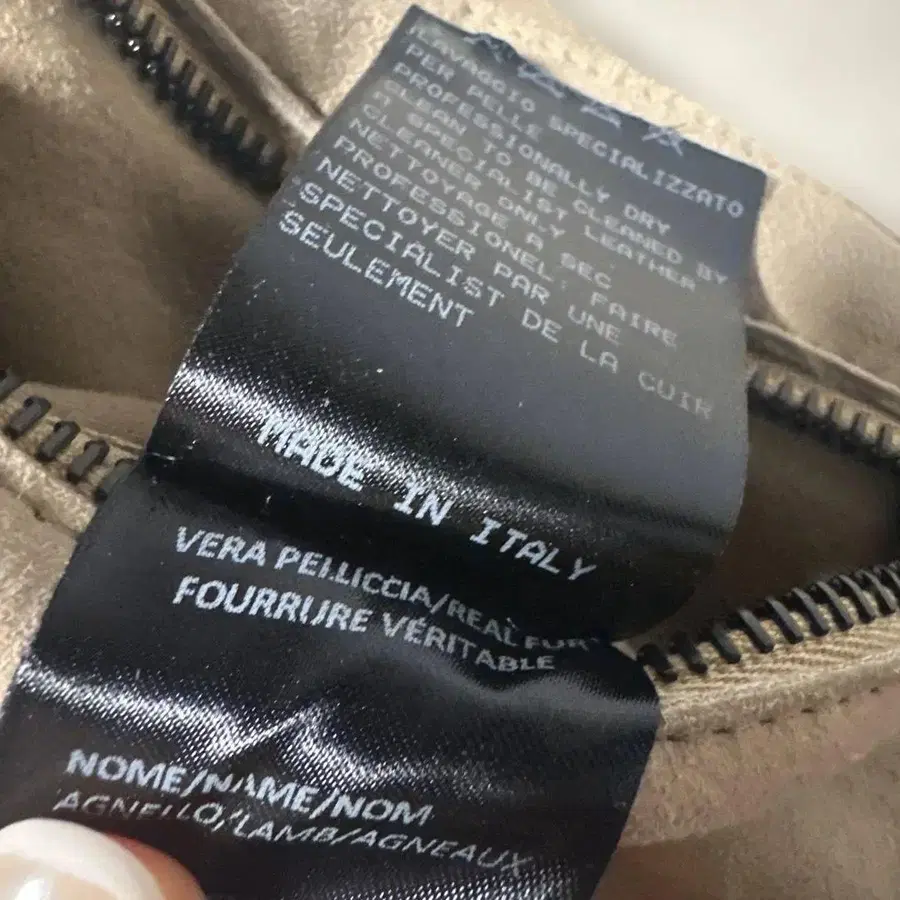 LAVAGGIO SPECIALIZZATO
PER PELLE
PROFESSIONALLY DRY
CLEAN TO BE CLEANED BY
A SPECIALIST LEATHER
CLEANER ONLY
NETTOYAGE A SEC
PROFESSIONEL: FAIRE
NETTOYER PAR UNE
SPECIALIST DE LA CUIR
SEULEMENT
MADE IN ITALY
VERA PELLICCIA/REAL FUR
FOURRURE VÉRITABLE
NOME/NAME/NOM
AGNELLO/LAMB/AGNEAUX